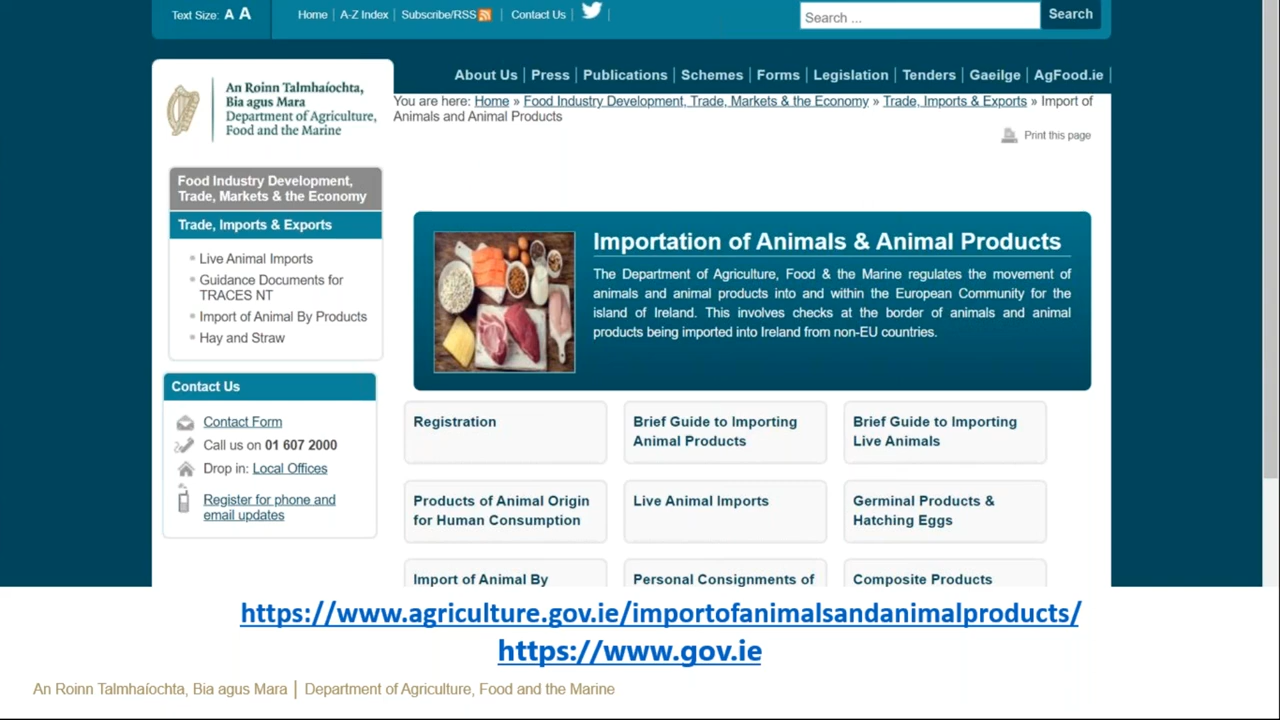 Text Size: A A
Home | A-Z Index | Subscribe/RSS | Contact Us |
Search ...
Search
About Us | Press | Publications | Schemes | Forms | Legislation | Tenders | Gaeilge | AgFood.ie |
An Roinn Talmhaíochta,
Bia agus Mara
Department of Agriculture,
Food and the Marine
You are here: Home » Food Industry Development, Trade, Markets & the Economy » Trade, Imports & Exports » Import of
Animals and Animal Products
Print this page
Food Industry Development,
Trade, Markets & the Economy
Trade, Imports & Exports
Live Animal Imports
Guidance Documents for
TRACES NT
Import of Animal By Products
Hay and Straw
Contact Us
Contact Form
Call us on 01 607 2000
Drop in: Local Offices
Register for phone and
email updates
Importation of Animals & Animal Products
The Department of Agriculture, Food & the Marine regulates the movement of
animals and animal products into and within the European Community for the
island of Ireland. This involves checks at the border of animals and animal
products being imported into Ireland from non-EU countries.
Registration
Brief Guide to Importing
Animal Products
Brief Guide to Importing
Live Animals
Products of Animal Origin
for Human Consumption
Live Animal Imports
Germinal Products &
Hatching Eggs
Import of Animal By
Personal Consignments of
Composite Products
https://www.agriculture.gov.ie/importofanimalsandanimalproducts/
https://www.gov.ie
An Roinn Talmhaíochta, Bia agus Mara | Department of Agriculture, Food and the Marine